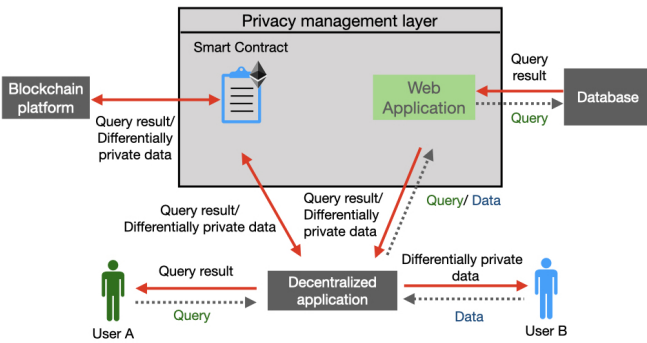 Privacy management layer
Smart Contract
Blockchain
platform
Query result/
Differentially
private data
Web
Application
Query
result
Query
Database
Query result/
Differentially private data
Query result/
Differentially
private data
Query/ Data
Query result
Query
User A
Decentralized
application
Differentially private
data
Data
User B